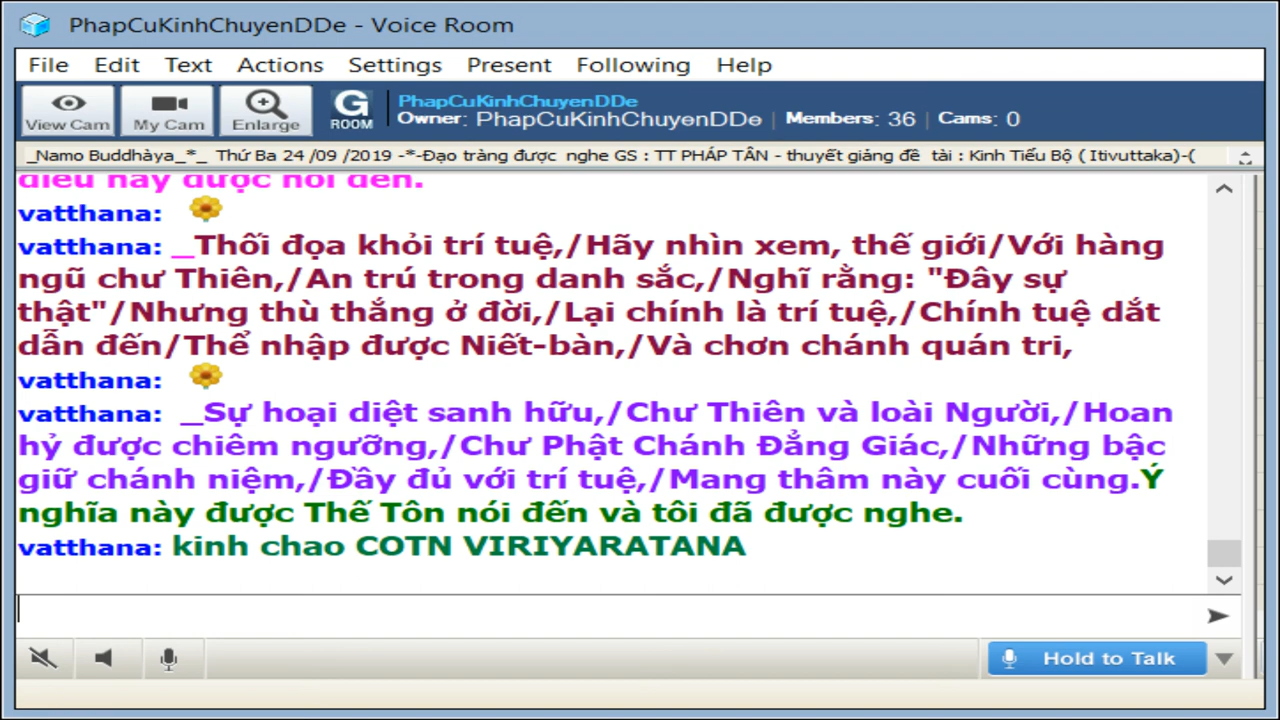 PhapCuKinhChuyenDDe - Voice Room
File Edit Text Actions Settings Present Following Help
View Cam My Cam Enlarge G ROOM PhapCuKinhChuyenDDe
Owner: PhapCuKinhChuyenDDe | Members: 36 | Cams: 0
_Namo Buddhàya_*_ Thứ Ba 24 /09 /2019 -*-Đạo tràng được nghe GS : TT PHÁP TÂN - thuyết giảng đề tài : Kinh Tiểu Bộ ( Itivuttaka)-(
điều này được nói đến.
vatthana:
vatthana: _Thối đọa khỏi trí tuệ,/Hãy nhìn xem, thế giới/Với hàng
ngũ chư Thiên,/An trú trong danh sắc,/Nghĩ rằng: "Đây sự
thật"/Nhưng thù thắng ở đời,/Lại chính là trí tuệ,/Chính tuệ dắt
dẫn đến/Thể nhập được Niết-bàn,/Và chơn chánh quán tri,
vatthana:
vatthana: _Sự hoại diệt sanh hữu,/Chư Thiên và loài Người,/Hoan
hỷ được chiêm ngưỡng,/Chư Phật Chánh Đẳng Giác,/Những bậc
giữ chánh niệm,/Đầy đủ với trí tuệ,/Mang thâm này cuối cùng.Ý
nghĩa này được Thế Tôn nói đến và tôi đã được nghe.
vatthana: kinh chao COTN VIRIYARATANA
Hold to Talk